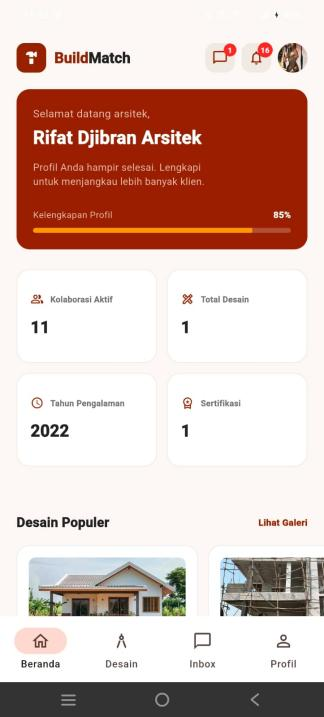 BuildMatch
1
16
Selamat datang arsitek,
Rifat Djibran Arsitek
Profil Anda hampir selesai. Lengkapi
untuk menjangkau lebih banyak klien.
Kelengkapan Profil
85%
Kolaborasi Aktif
11
Total Desain
1
Tahun Pengalaman
2022
Sertifikasi
1
Desain Populer
Lihat Galeri
Beranda
Desain
Inbox
Profil